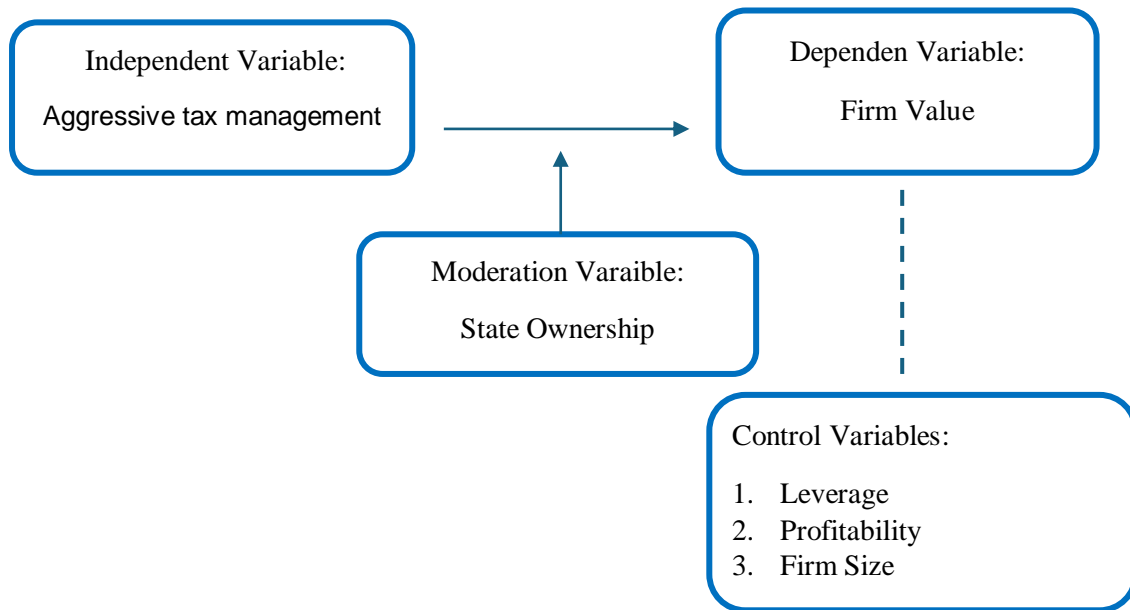 Independent Variable:
Aggressive tax management
Dependen Variable:
Firm Value
Moderation Varaible:
State Ownership
Control Variables:
1. Leverage
2. Profitability
3. Firm Size